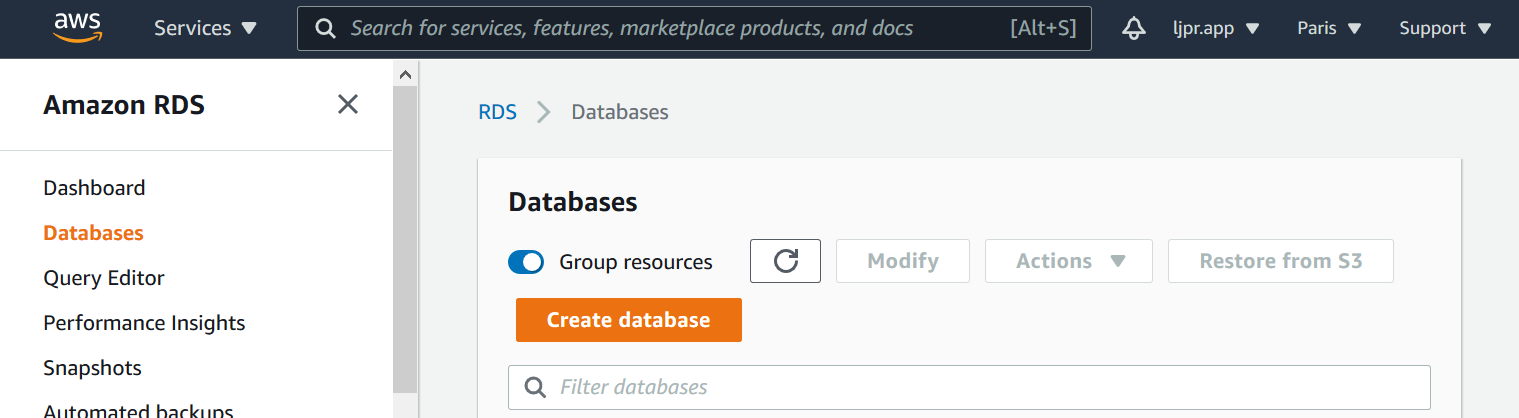 aws Services Search for services, features, marketplace products, and docs [Alt+S] ljpr.app Paris Support
Amazon RDS
Dashboard
Databases
Query Editor
Performance Insights
Snapshots
Automated backups
RDS Databases
Databases
Group resources Modify Actions Restore from S3
Create database
Filter databases